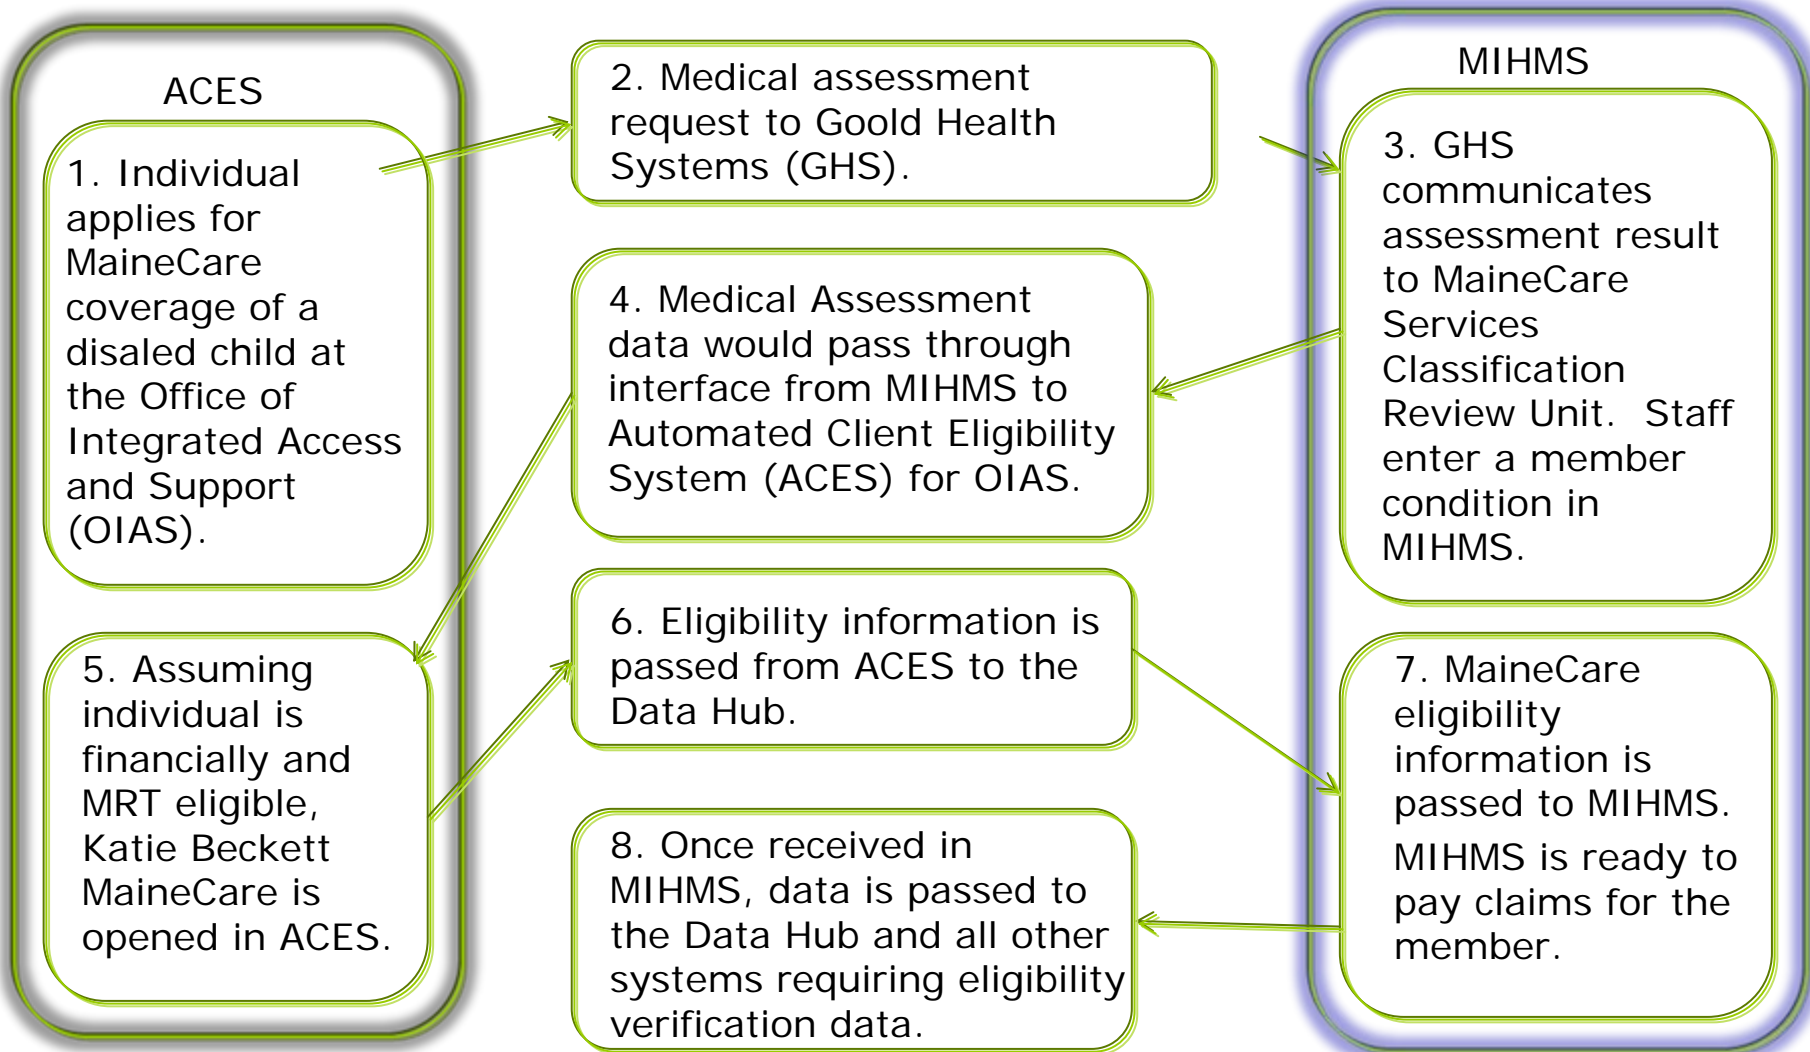 ACES
1. Individual
applies for
MaineCare
coverage of a
disaled child at
the Office of
Integrated Access
and Support
(OIAS).
2. Medical assessment
request to Goold Health
Systems (GHS).
MIHMS
3. GHS
communicates
assessment result
to MaineCare
Services
Classification
Review Unit.  Staff
enter a member
condition in
MIHMS.
4. Medical Assessment
data would pass through
interface from MIHMS to
Automated Client Eligibility
System (ACES) for OIAS.
5. Assuming
individual is
financially and
MRT eligible,
Katie Beckett
MaineCare is
opened in ACES.
6. Eligibility information is
passed from ACES to the
Data Hub.
7. MaineCare
eligibility
information is
passed to MIHMS.
MIHMS is ready to
pay claims for the
member.
8. Once received in
MIHMS, data is passed to
the Data Hub and all other
systems requiring eligibility
verification data.